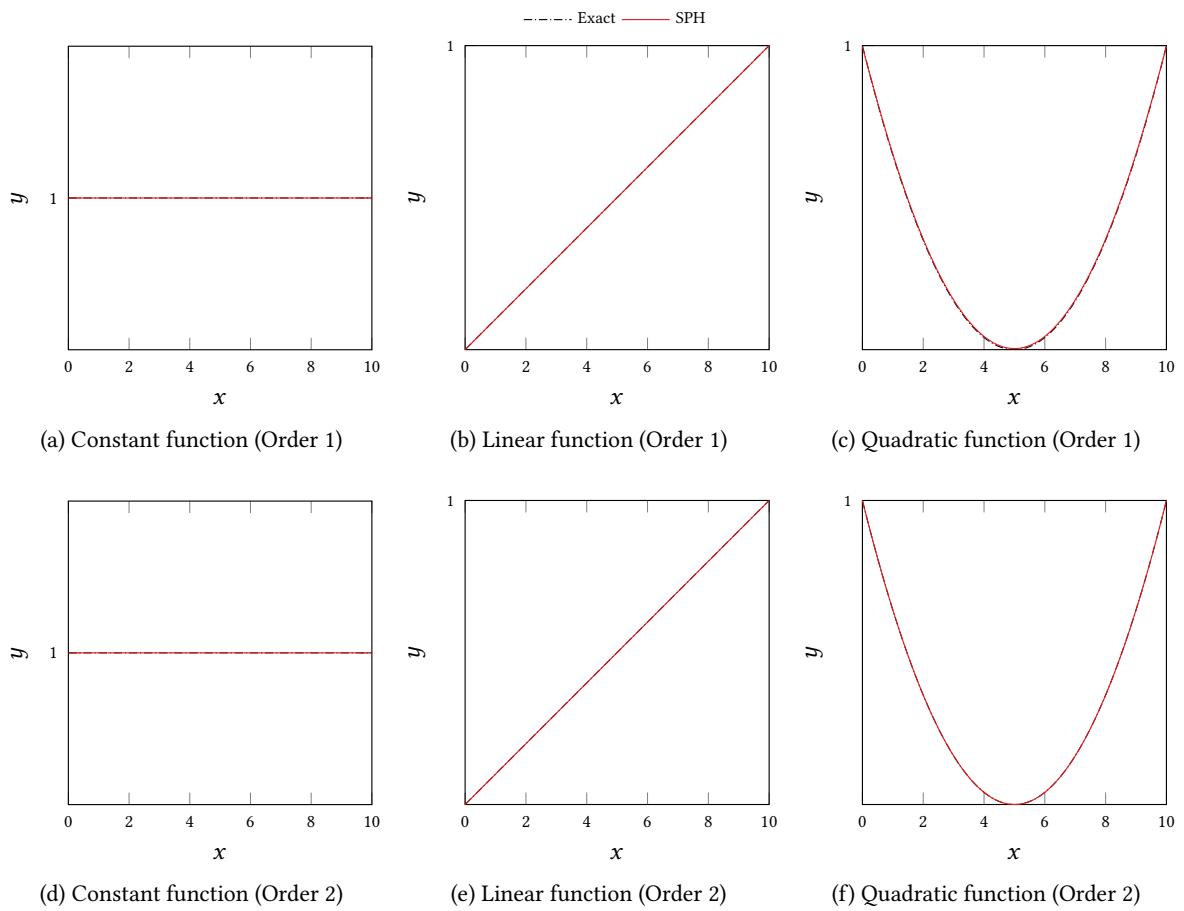 Exact SPH
1
y
0 2 4 6 8 10
x
(a) Constant function (Order 1)
1
y
0 2 4 6 8 10
x
(b) Linear function (Order 1)
1
y
0 2 4 6 8 10
x
(c) Quadratic function (Order 1)
1
y
0 2 4 6 8 10
x
(d) Constant function (Order 2)
1
y
0 2 4 6 8 10
x
(e) Linear function (Order 2)
1
y
0 2 4 6 8 10
x
(f) Quadratic function (Order 2)